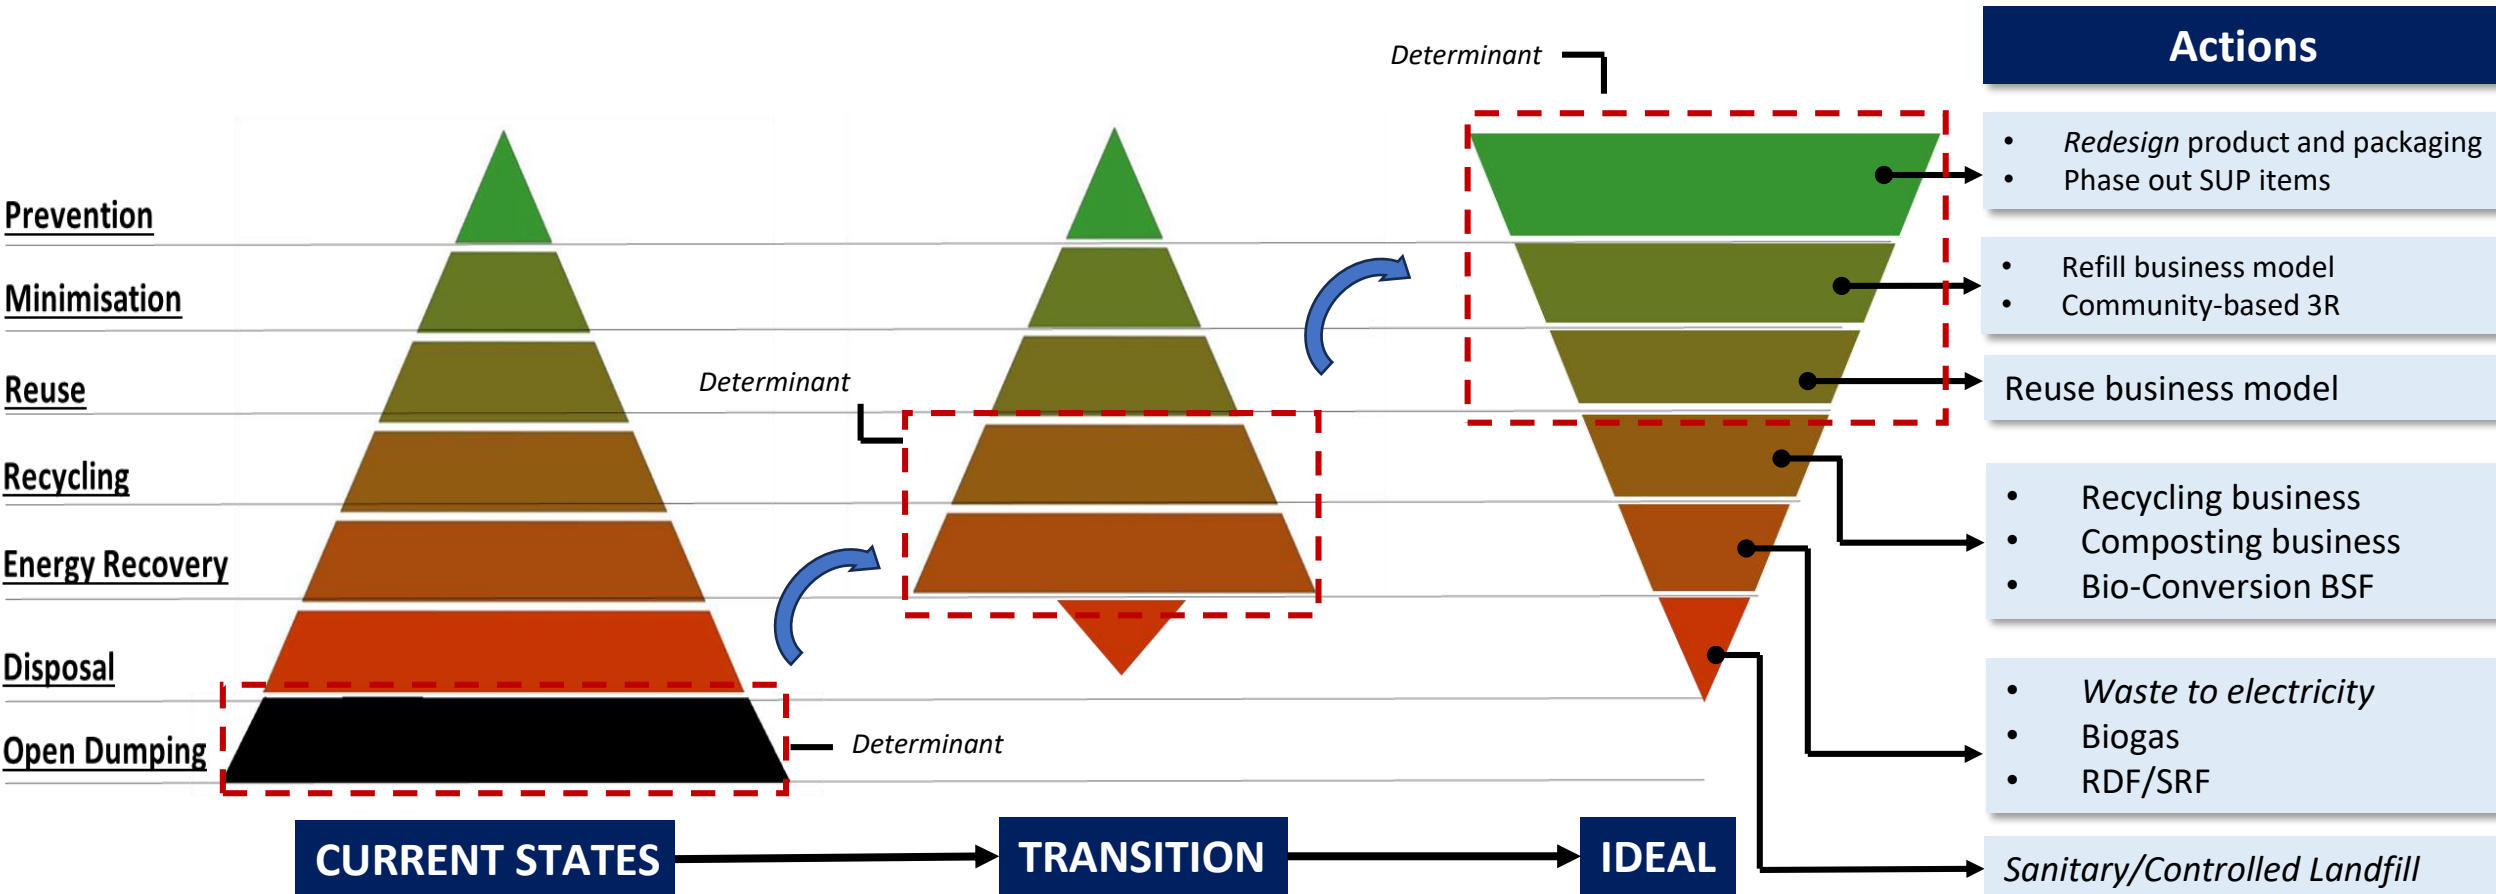 Determinant
Actions
• Redesign product and packaging
• Phase out SUP items
Prevention
• Refill business model
• Community-based 3R
Minimisation
Reuse
Determinant
Reuse business model
Recycling
• Recycling business
• Composting business
• Bio-Conversion BSF
Energy Recovery
Disposal
• Waste to electricity
• Biogas
• RDF/SRF
Open Dumping
Determinant
CURRENT STATES
TRANSITION
IDEAL
Sanitary/Controlled Landfill